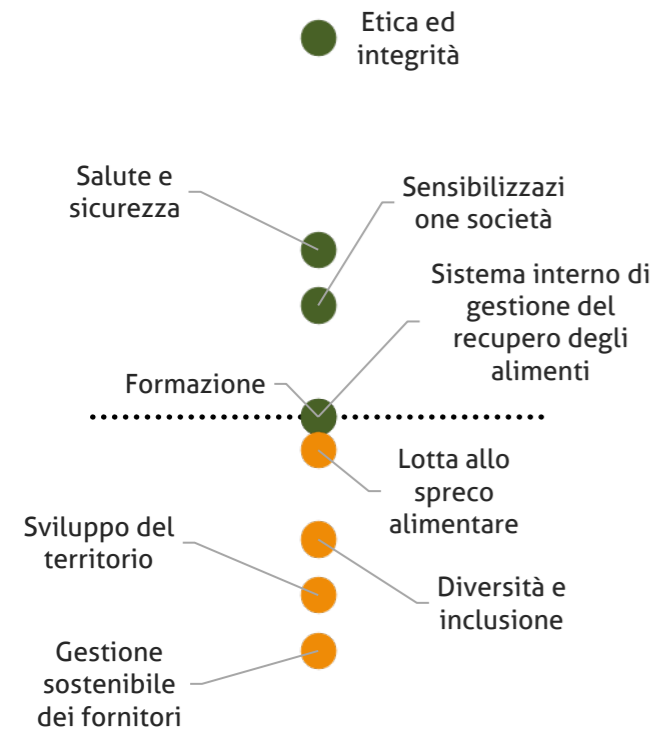 Etica ed
integrità
Salute e
sicurezza
Sensibilizzazi
one società
Sistema interno di
gestione del
recupero degli
alimenti
Formazione
Lotta allo
spreco
alimentare
Sviluppo del
territorio
Diversità e
inclusione
Gestione
sostenibile
dei fornitori